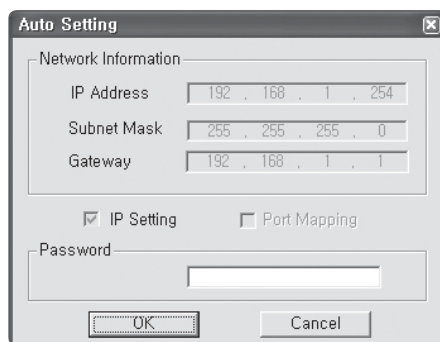 Auto Setting
Network Information
IP Address 192 . 168 . 1 . 254
Subnet Mask 255 . 255 . 255 . 0
Gateway 192 . 168 . 1 . 1
IP Setting Port Mapping
Password
OK Cancel